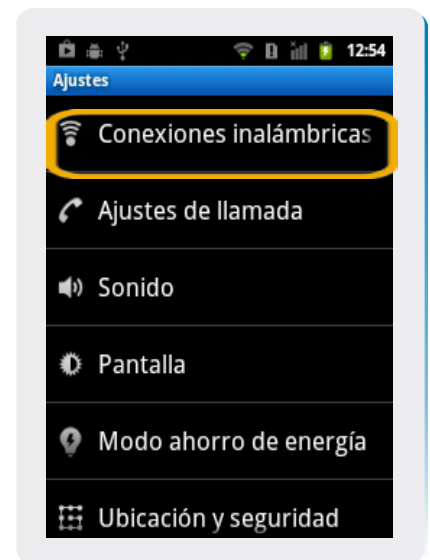 12:54
Ajustes
Conexiones inalámbricas
Ajustes de llamada
Sonido
Pantalla
Modo ahorro de energía
Ubicación y seguridad